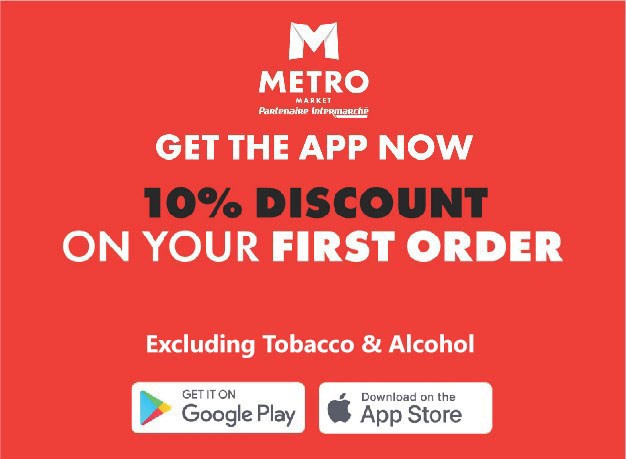 METRO
MARKET
Partenaire Intermarché
GET THE APP NOW
10% DISCOUNT
ON YOUR FIRST ORDER
Excluding Tobacco & Alcohol
GET IT ON
Google Play
Download on the
App Store